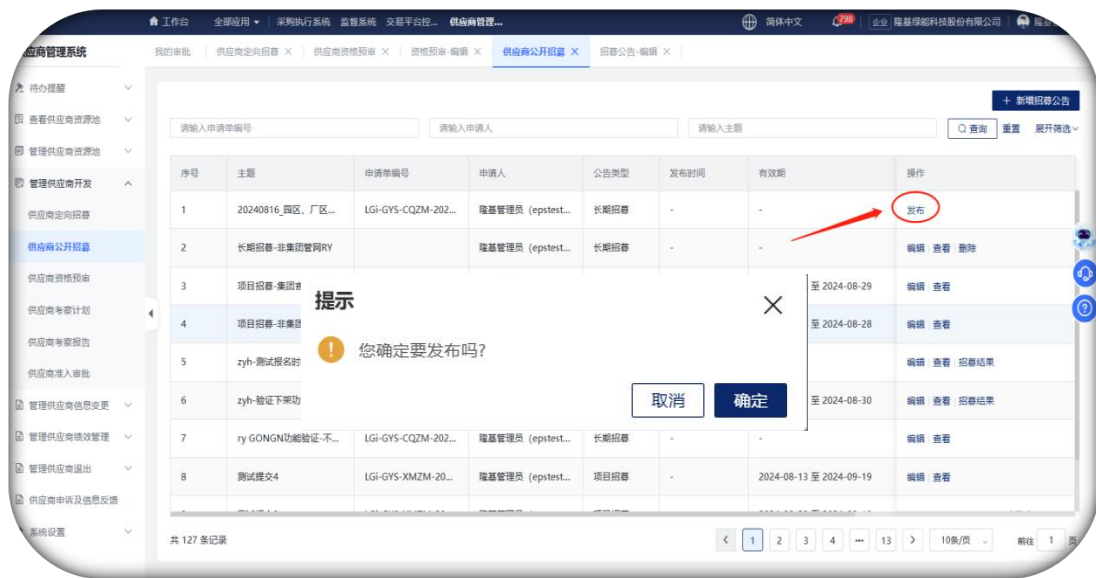 工作台 全部应用 采购执行系统 监督系统 交易平台控... 供应商管理... 简体中文 798 企业 隆基绿能科技股份有限公司
应商管理系统 我的审批 供应商定向招募 × 供应商资格预审 × 资格预审-编辑 × 供应商公开招募 × 招募公告-编辑 ×
待办提醒
查看供应商资源池
管理供应商资源池
管理供应商开发
供应商定向招募
供应商公开招募
供应商资格预审
供应商考察计划
供应商考察报告
供应商准入审批
管理供应商信息变更
管理供应商绩效管理
管理供应商退出
供应商申诉及信息反馈
系统设置
+ 新增招募公告
请输入申请单编号 请输入申请人 请输入主题 查询 重置 展开筛选
序号 主题 申请单编号 申请人 公告类型 发布时间 有效期 操作
1 20240816_园区、厂区... LGi-GYS-CQZM-202... 隆基管理员 (epstest... 长期招募 - - 发布
2 长期招募-非集团管网RY 隆基管理员 (epstest... 长期招募 - - 编辑 查看 删除
3 项目招募-集团 至 2024-08-29 编辑 查看
4 项目招募-非集团 至 2024-08-28 编辑 查看
5 zyh-测试报名时 编辑 查看 招募结果
6 zyh-验证下架功 至 2024-08-30 编辑 查看 招募结果
7 ry GONGN功能验证-不... LGi-GYS-CQZM-202... 隆基管理员 (epstest... 长期招募 - - 编辑 查看
8 测试提交4 LGi-GYS-XMZM-20... 隆基管理员 (epstest... 项目招募 - 2024-08-13 至 2024-09-19 编辑 查看
提示
您确定要发布吗?
取消 确定
共 127 条记录 1 2 3 4 ... 13 10条/页 前往 1 页